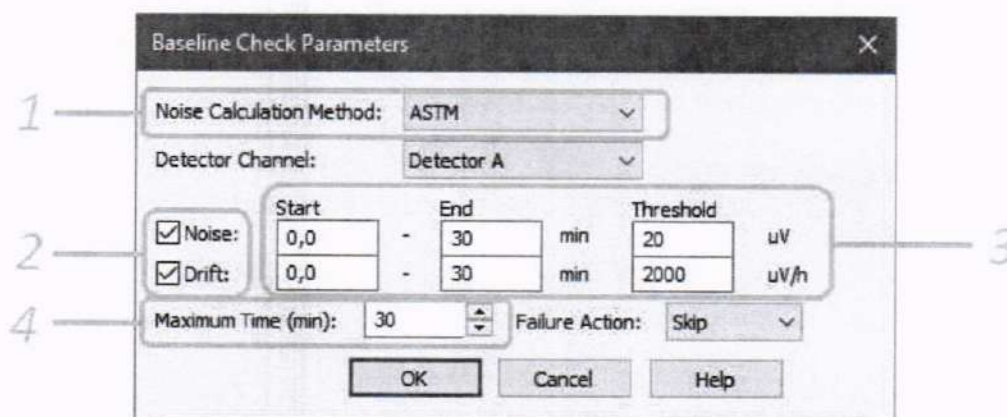 Baseline Check Parameters
1 Noise Calculation Method: ASTM
Detector Channel: Detector A
Start End Threshold
2 Noise: 0,0 - 30 min 20 uV 3
Drift: 0,0 - 30 min 2000 uV/h
4 Maximum Time (min): 30 Failure Action: Skip
OK Cancel Help